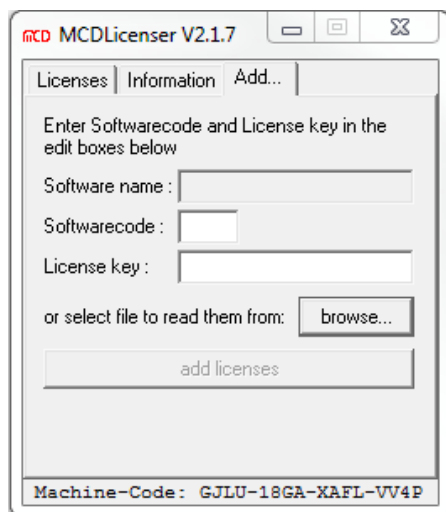 mCD MCDLicenser V2.1.7
Licenses Information Add...
Enter Softwarecode and License key in the
edit boxes below
Software name :
Softwarecode :
License key :
or select file to read them from: browse...
add licenses
Machine-Code: GJLU-18GA-XAFL-VV4P